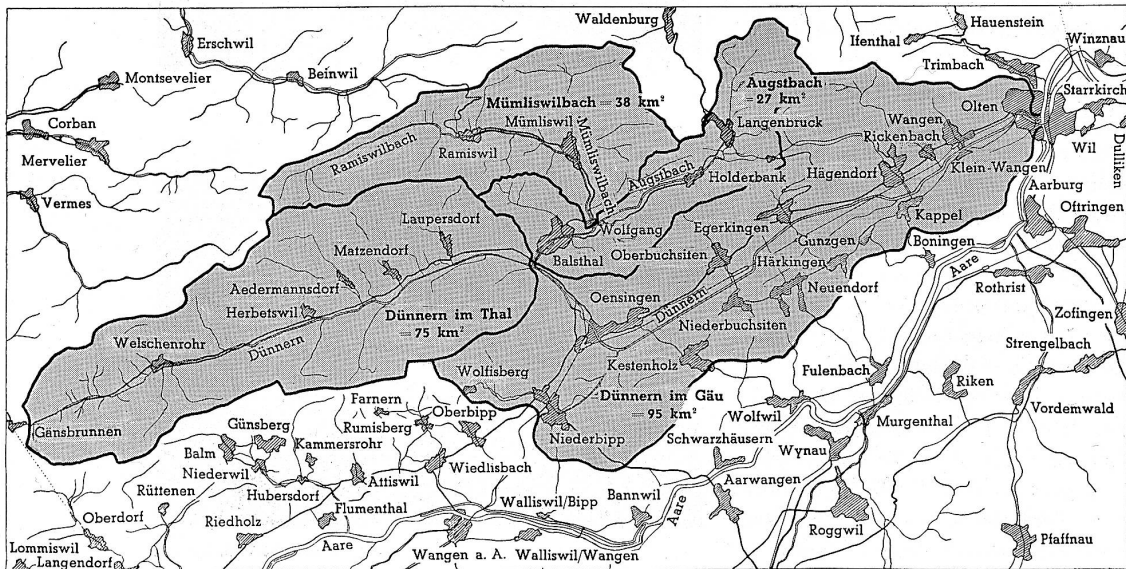 Waldenburg
Hauenstein
Ifenthal
Winznau
Erschwil
Trimbach
Beinwil
Montsevelier
Augstbach
= 27 km²
Starrkirch
Mümliswilbach = 38 km²
Olten
Mümliswil
Langenbruck
Wangen
Corban
Rickenbach
Wil
Ramiswil
Mümliswilbach
Ramiswilbach
Augstbach
Dulliken
Mervelier
Holderbank
Hägendorf
Klein-Wangen
Aarburg
Vermes
Laupersdorf
Kappel
Oftringen
Wolfgang
Egerkingen
Matzendorf
Gunzgen
Boningen
Balsthal
Oberbuchsiten
Härkingen
Aare
Aedermannsdorf
Neuendorf
Rothrist
Herbetswil
Oensingen
Dünnern
Dünnern im Thal
= 75 km²
Niederbuchsiten
Zofingen
Welschenrohr
Dünnern
Strengelbach
Kestenholz
Wolfisberg
Fulenbach
Riken
Farnern
Dünnern im Gäu
= 95 km²
Gänsbrunnen
Günsberg
Rumisberg
Oberbipp
Wolfwil
Vordemwald
Kammersrohr
Niederbipp
Murgenthal
Balm
Schwarzhäusern
Wynau
Niederwil
Wiedlisbach
Attiswil
Hubersdorf
Aarwangen
Rüttenen
Bannwil
Walliswil/Bipp
Flumenthal
Riedholz
Aare
Roggwil
Oberdorf
Aare
Pfaffnau
Lommiswil
Wangen a. A.
Walliswil/Wangen
Langendorf